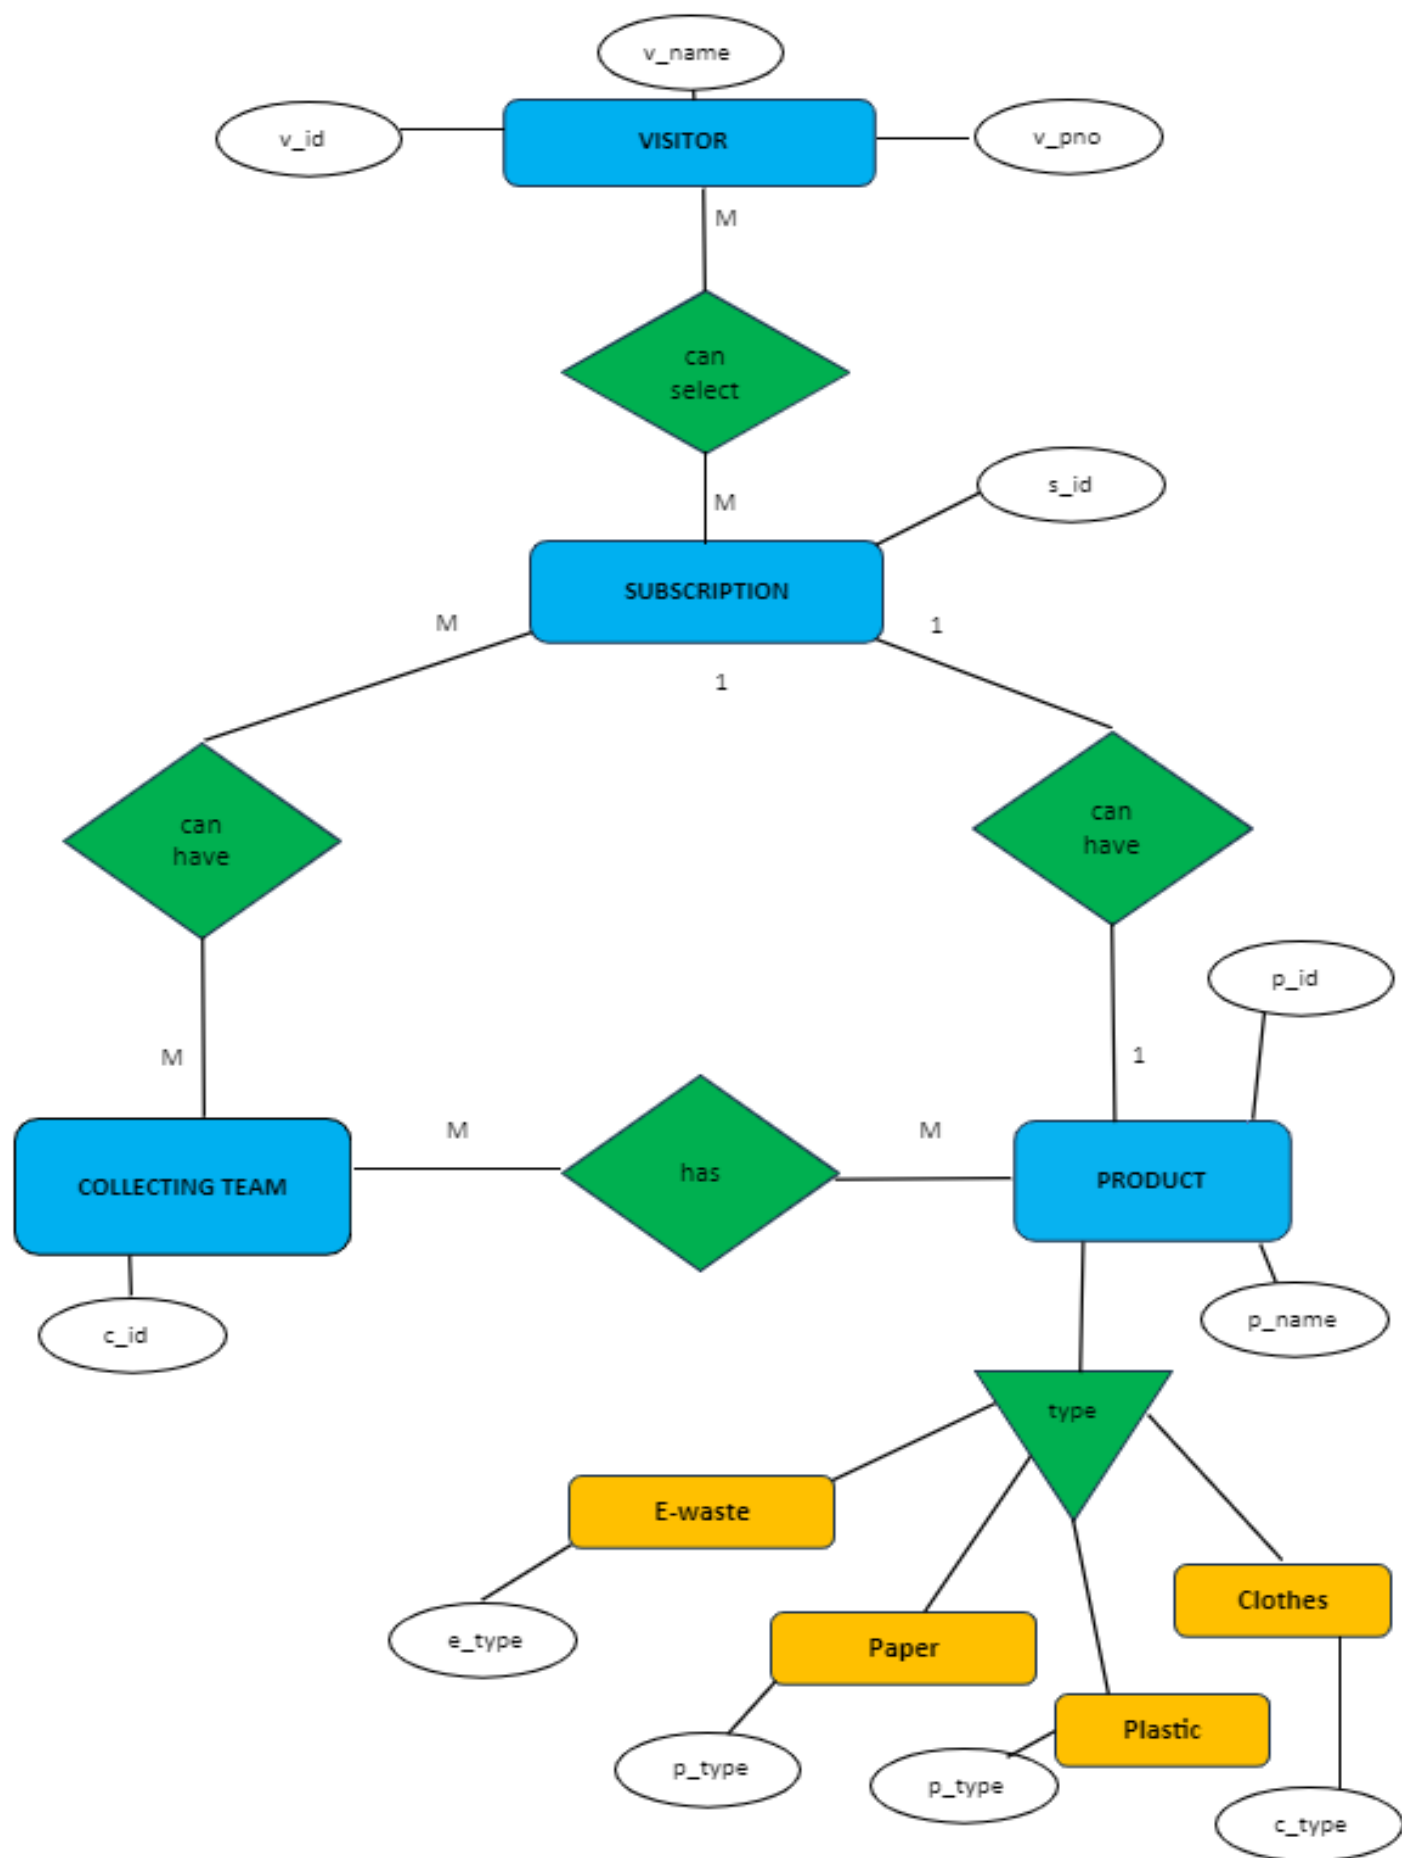 v_name
v_id
VISITOR
v_pno
M
can
select
M
s_id
SUBSCRIPTION
M
1
1
can
have
can
have
p_id
M
1
M
M
COLLECTING TEAM
has
PRODUCT
c_id
p_name
type
E-waste
Clothes
e_type
Paper
Plastic
p_type
p_type
c_type